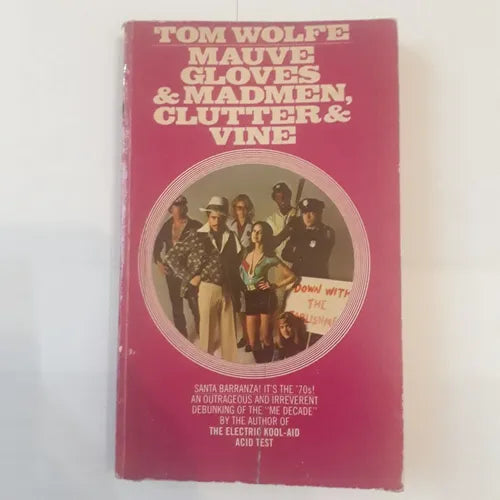 TOM WOLFE
MAUVE
GLOVES
& MADMEN,
CLUTTER &
VINE
DOWN WITH
THE
SANTA BARRANZA! IT'S THE '70s!
AN OUTRAGEOUS AND IRREVERENT
DEBUNKING OF THE "ME DECADE"
BY THE AUTHOR OF
THE ELECTRIC KOOL-AID
ACID TEST